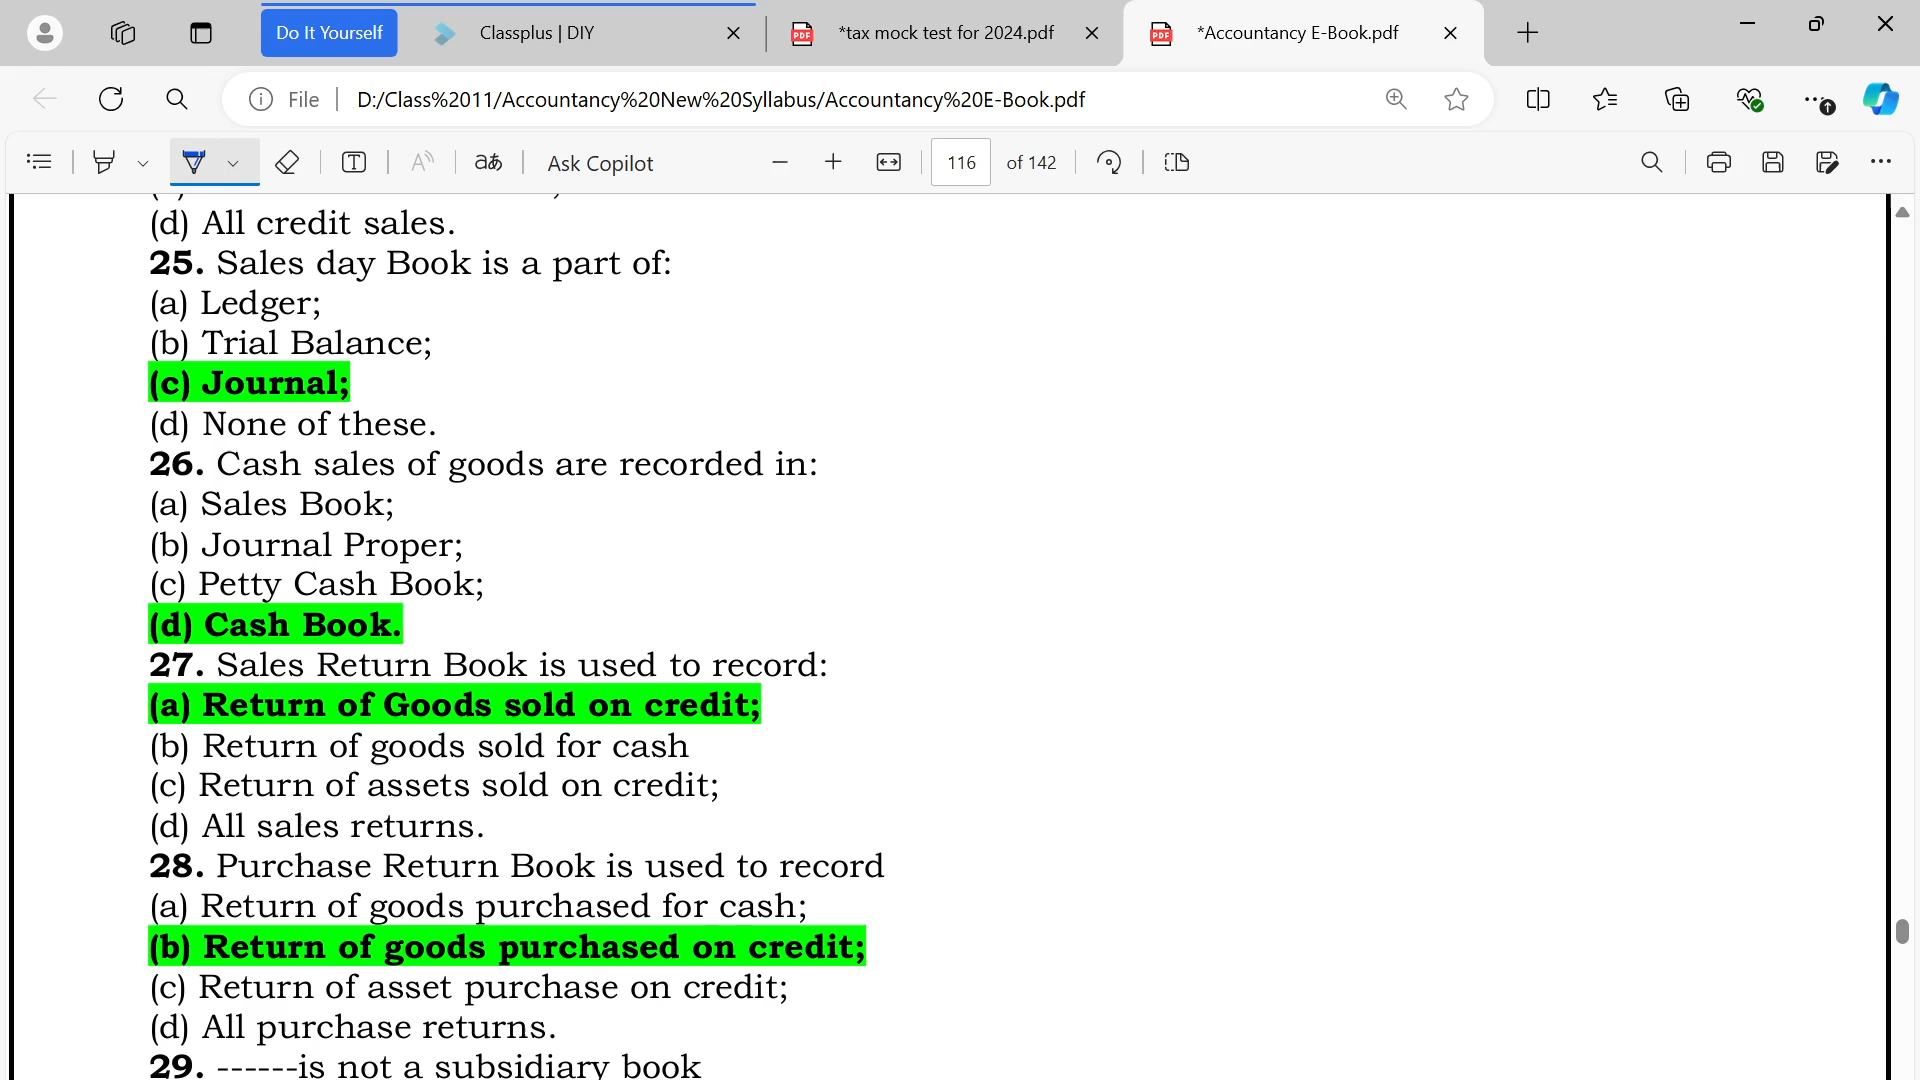 Do It Yourself
Classplus | DIY
*tax mock test for 2024.pdf
*Accountancy E-Book.pdf
File
D:/Class%2011/Accountancy%20New%20Syllabus/Accountancy%20E-Book.pdf
Ask Copilot
116
of 142
(d) All credit sales.
25. Sales day Book is a part of:
(a) Ledger;
(b) Trial Balance;
(c) Journal;
(d) None of these.
26. Cash sales of goods are recorded in:
(a) Sales Book;
(b) Journal Proper;
(c) Petty Cash Book;
(d) Cash Book.
27. Sales Return Book is used to record:
(a) Return of Goods sold on credit;
(b) Return of goods sold for cash
(c) Return of assets sold on credit;
(d) All sales returns.
28. Purchase Return Book is used to record
(a) Return of goods purchased for cash;
(b) Return of goods purchased on credit;
(c) Return of asset purchase on credit;
(d) All purchase returns.
29. ------is not a subsidiary book